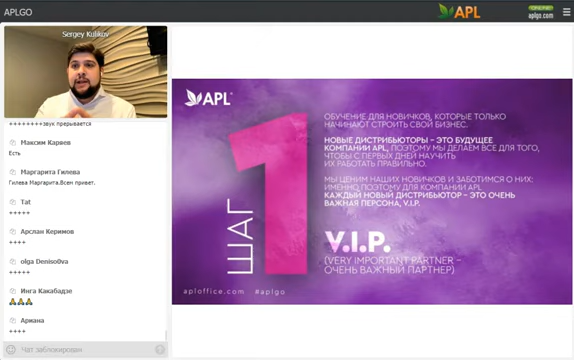 APLGO
APL
aplgo.com
Sergey Kulikov
++++++++звук прерывается
Максим Каряев
Есть
Маргарита Гилева
Гилева Маргарита.Всем привет.
Tat
+++++
Арслан Керимов
++++
olga Denisо0va
+++++
Инга Какабадзе
Ариана
++++
Чат заблокирован
APL
ШАГ
1
ОБУЧЕНИЕ ДЛЯ НОВИЧКОВ, КОТОРЫЕ ТОЛЬКО
НАЧИНАЮТ СТРОИТЬ СВОЙ БИЗНЕС.
НОВЫЕ ДИСТРИБЬЮТОРЫ – ЭТО БУДУЩЕЕ
КОМПАНИИ APL, ПОЭТОМУ МЫ ДЕЛАЕМ ВСЕ ДЛЯ ТОГО,
ЧТОБЫ С ПЕРВЫХ ДНЕЙ НАУЧИТЬ
ИХ РАБОТАТЬ ПРАВИЛЬНО.
МЫ ЦЕНИМ НАШИХ НОВИЧКОВ И ЗАБОТИМСЯ О НИХ:
ИМЕННО ПОЭТОМУ ДЛЯ КОМПАНИИ APL
КАЖДЫЙ НОВЫЙ ДИСТРИБЬЮТОР – ЭТО ОЧЕНЬ
ВАЖНАЯ ПЕРСОНА, V.I.P.
V.I.P.
(VERY IMPORTANT PARTNER –
ОЧЕНЬ ВАЖНЫЙ ПАРТНЕР)
aploffice.com #aplgo